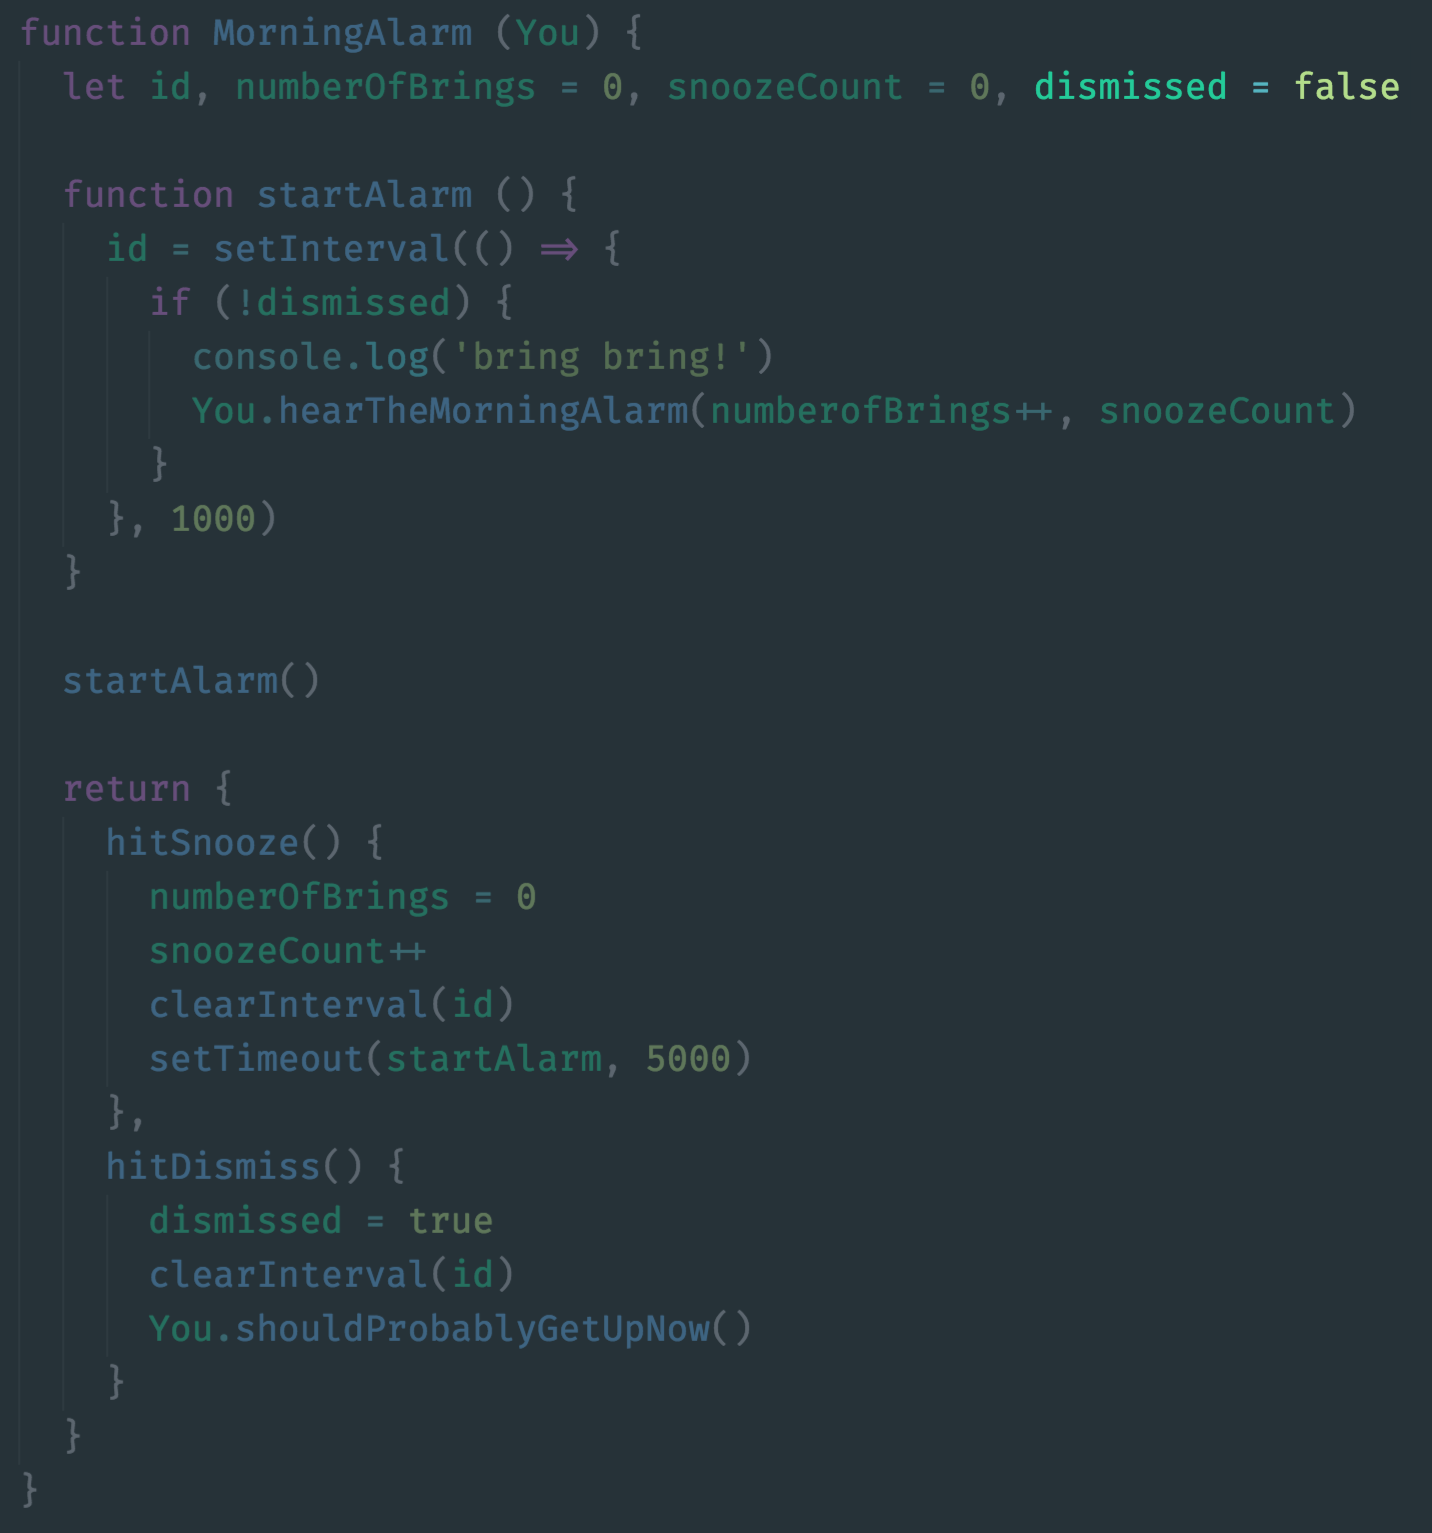 function MorningAlarm (You) {
let id, numberOfBrings = 0, snoozeCount = 0, dismissed = false
function startAlarm () {
id = setInterval(() => {
if (!dismissed) {
console.log('bring bring!')
You.hearTheMorningAlarm(numberofBrings++, snoozeCount)
}
}, 1000)
}
startAlarm()
return {
hitSnooze() {
numberOfBrings = 0
snoozeCount++
clearInterval(id)
setTimeout(startAlarm, 5000)
},
hitDismiss() {
dismissed = true
clearInterval(id)
You.shouldProbablyGetUpNow()
}
}
}